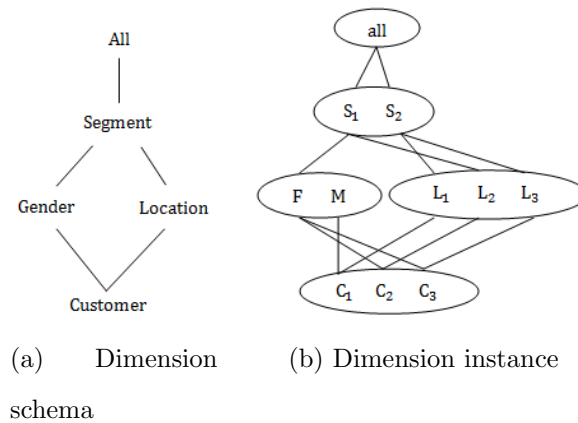 All
Segment
Gender Location
Customer
all
S₁ S₂
F M L₁ L₂ L₃
C₁ C₂ C₃
(a) Dimension schema
(b) Dimension instance